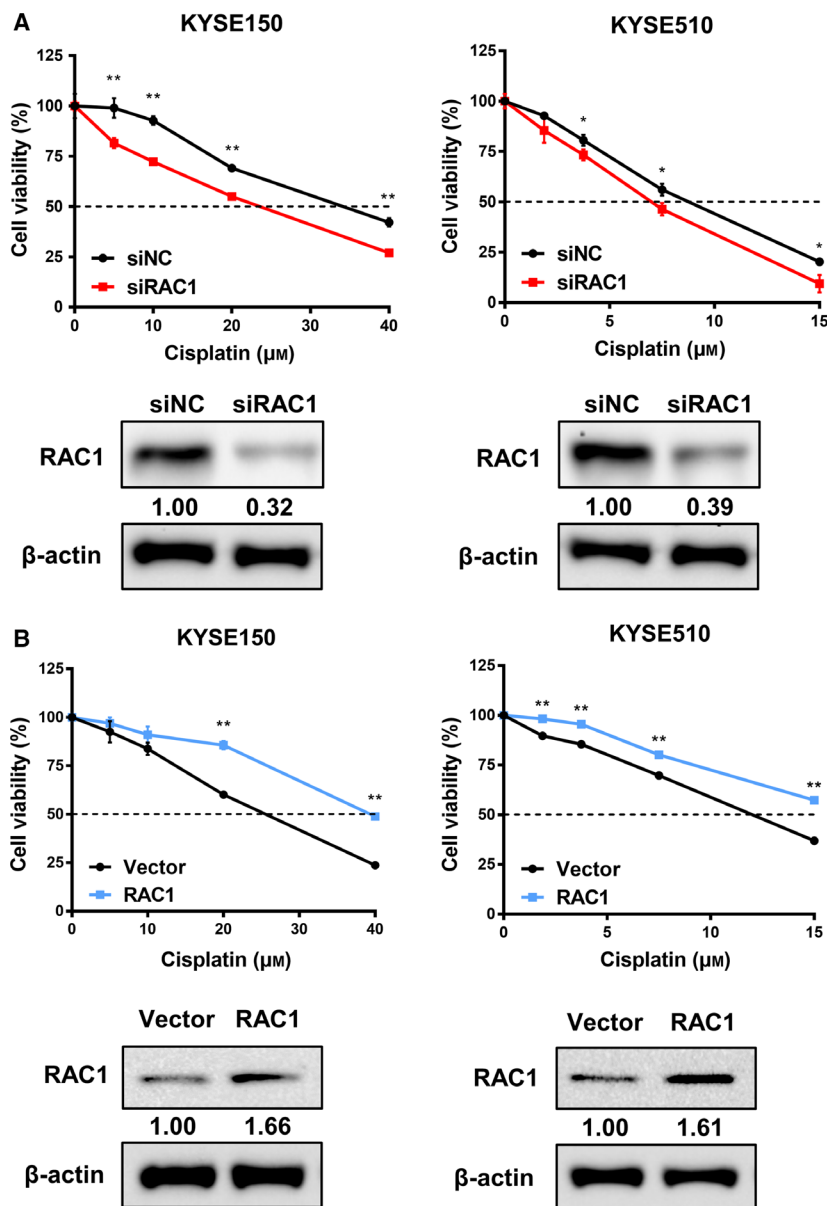 A
KYSE150
KYSE510
Cell viability (%)
125
100
75
50
25
0
** ** ** **
siNC
siRAC1
0 10 20 30 40
Cisplatin (μM)
Cell viability (%)
125
100
75
50
25
0
* * *
siNC
siRAC1
0 5 10 15
Cisplatin (μM)
siNC siRAC1
RAC1
1.00 0.32
β-actin
siNC siRAC1
RAC1
1.00 0.39
β-actin
B
KYSE150
KYSE510
Cell viability (%)
125
100
75
50
25
0
** **
Vector
RAC1
0 10 20 30 40
Cisplatin (μM)
Cell viability (%)
125
100
75
50
25
0
** ** ** **
Vector
RAC1
0 5 10 15
Cisplatin (μM)
Vector RAC1
RAC1
1.00 1.66
β-actin
Vector RAC1
RAC1
1.00 1.61
β-actin